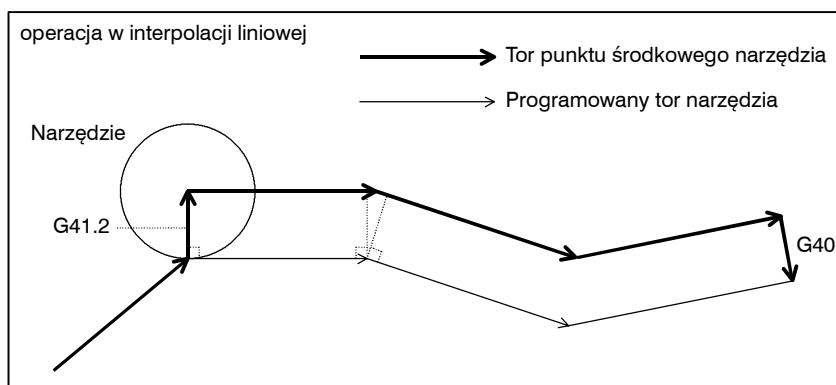 operacja w interpolacji liniowej
Tor punktu środkowego narzędzia
Programowany tor narzędzia
Narzędzie
G41.2
G40